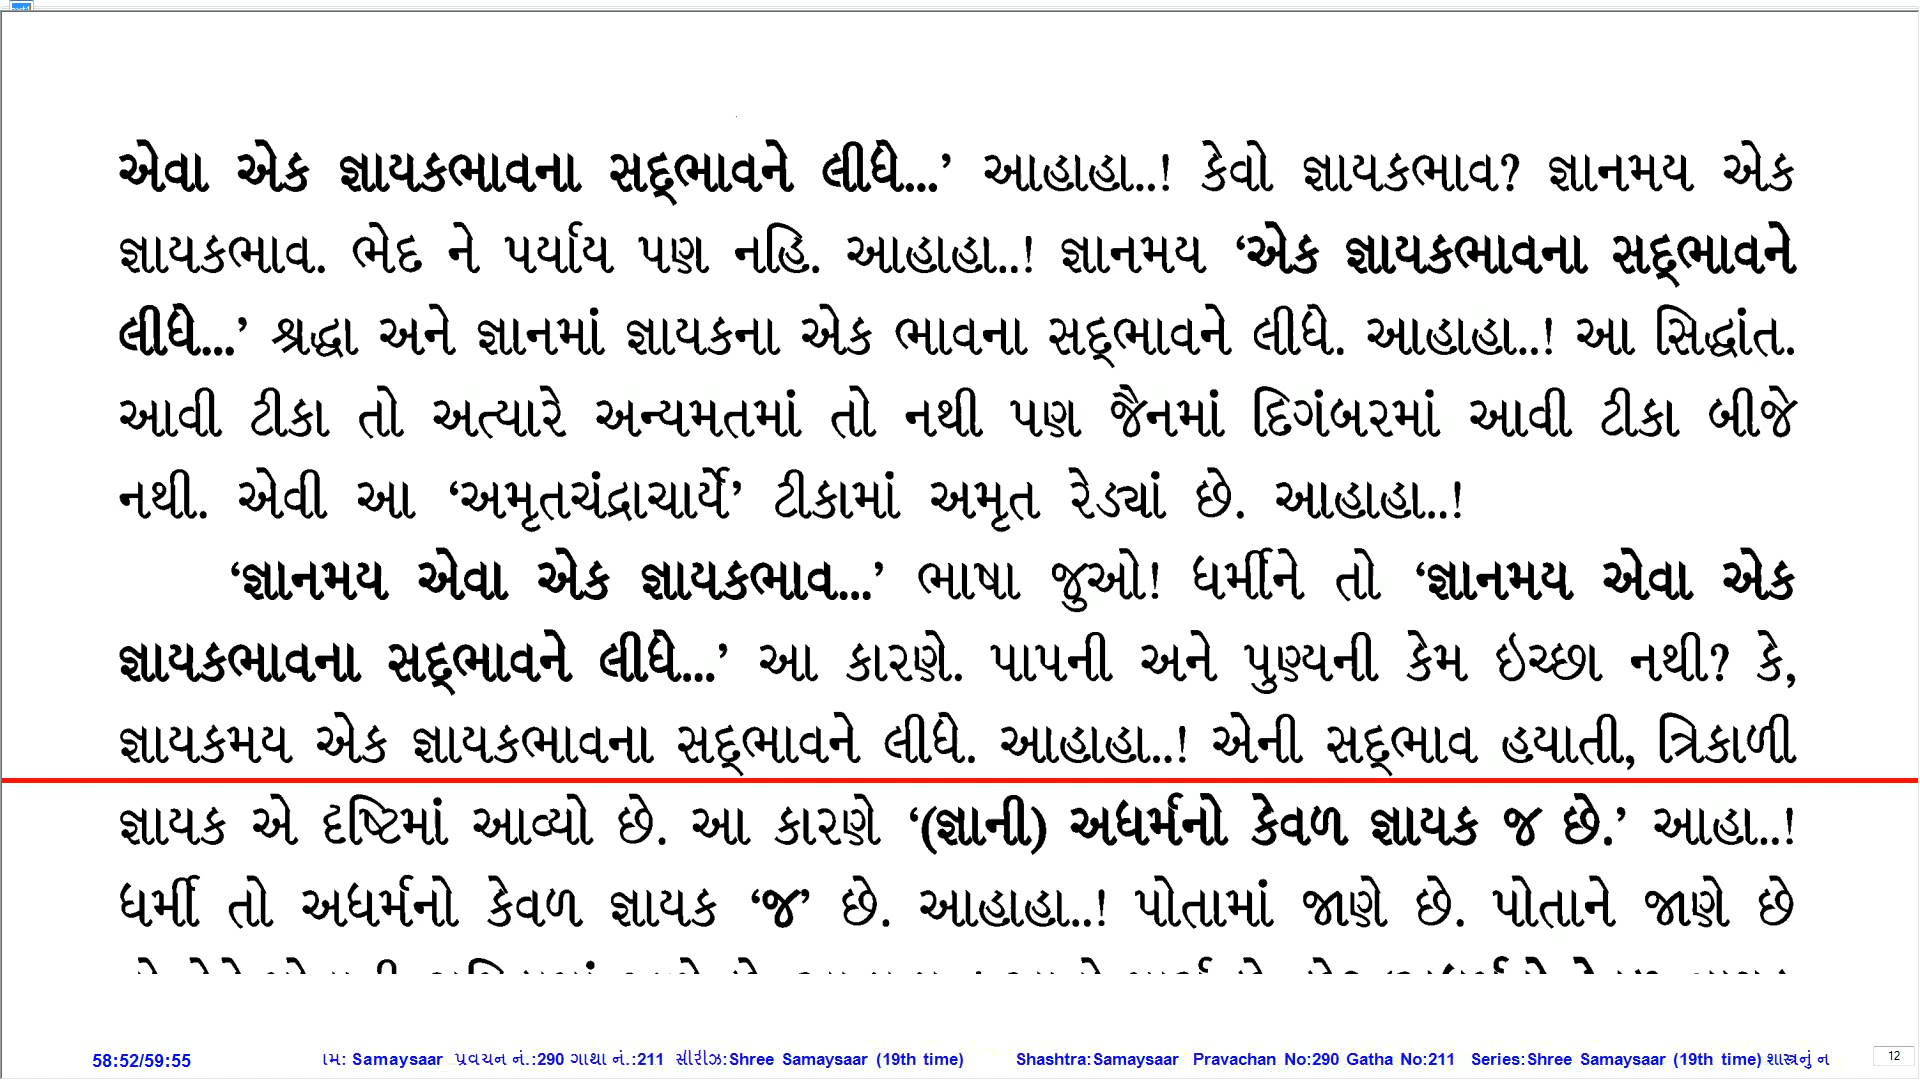 એવા એક જ્ઞાયકભાવના સદ્‌ભાવને લીધે...’ આહાહા..! કેવો જ્ઞાયકભાવ? જ્ઞાનમય એક
જ્ઞાયકભાવ. ભેદ ને પર્યાય પણ નહિ. આહાહા..! જ્ઞાનમય ‘એક જ્ઞાયકભાવના સદ્‌ભાવને
લીધે...’ શ્રદ્ધા અને જ્ઞાનમાં જ્ઞાયકના એક ભાવના સદ્‌ભાવને લીધે. આહાહા..! આ સિદ્ધાંત.
આવી ટીકા તો અત્યારે અન્યમતમાં તો નથી પણ જૈનમાં દિગંબરમાં આવી ટીકા બીજે
નથી. એવી આ ‘અમૃતચંદ્રાચાર્યે’ ટીકામાં અમૃત રેડ્યાં છે. આહાહા..!
‘જ્ઞાનમય એવા એક જ્ઞાયકભાવ...’ ભાષા જુઓ! ધર્મીને તો ‘જ્ઞાનમય એવા એક
જ્ઞાયકભાવના સદ્‌ભાવને લીધે...’ આ કારણે. પાપની અને પુણ્યની કેમ ઇચ્છા નથી? કે,
જ્ઞાયકમય એક જ્ઞાયકભાવના સદ્‌ભાવને લીધે. આહાહા..! એની સદ્‌ભાવ હયાતી, ત્રિકાળી
જ્ઞાયક એ દૃષ્ટિમાં આવ્યો છે. આ કારણે ‘(જ્ઞાની) અધર્મનો કેવળ જ્ઞાયક જ છે.’ આહા..!
ધર્મી તો અધર્મનો કેવળ જ્ઞાયક ‘જ’ છે. આહાહા..! પોતામાં જાણે છે. પોતાને જાણે છે
58:52/59:55 ામ: Samaysaar પ્રવચન નં.:290 ગાથા નં.:211 સીરીઝ:Shree Samaysaar (19th time) Shashtra:Samaysaar Pravachan No:290 Gatha No:211 Series:Shree Samaysaar (19th time) શાસ્ત્રનું ન 12